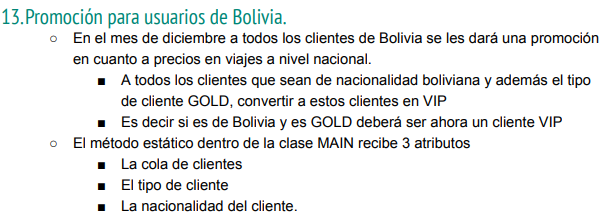 13.Promoción para usuarios de Bolivia.
○ En el mes de diciembre a todos los clientes de Bolivia se les dará una promoción
en cuanto a precios en viajes a nivel nacional.
■ A todos los clientes que sean de nacionalidad boliviana y además el tipo
de cliente GOLD, convertir a estos clientes en VIP
■ Es decir si es de Bolivia y es GOLD deberá ser ahora un cliente VIP
○ El método estático dentro de la clase MAIN recibe 3 atributos
■ La cola de clientes
■ El tipo de cliente
■ La nacionalidad del cliente.